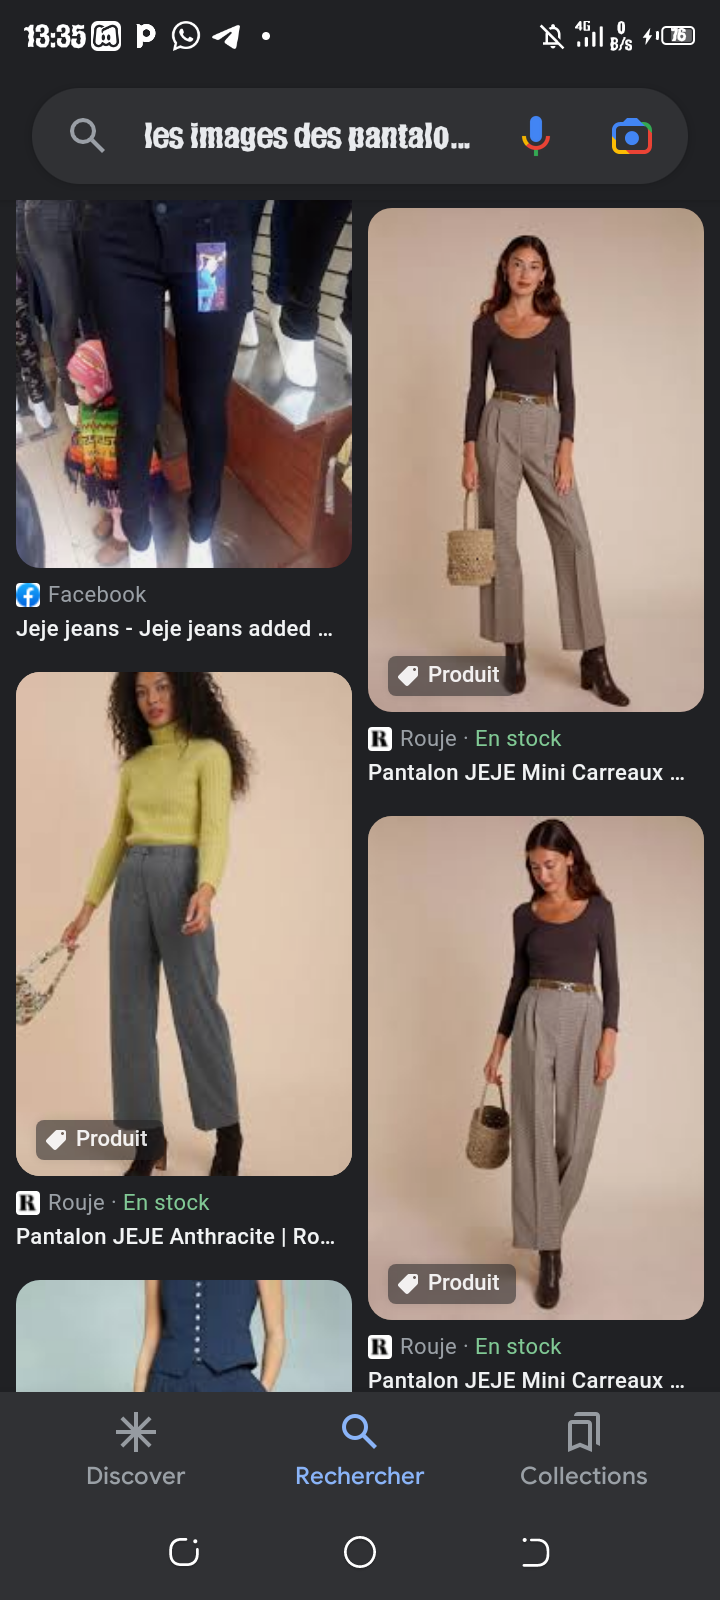 13:35
4G
0
B/s
76
les images des pantalo...
Facebook
Jeje jeans - Jeje jeans added ...
Produit
R Rouje · En stock
Pantalon JEJE Mini Carreaux ...
Produit
R Rouje · En stock
Pantalon JEJE Anthracite | Ro...
Produit
R Rouje · En stock
Pantalon JEJE Mini Carreaux ...
Discover
Rechercher
Collections